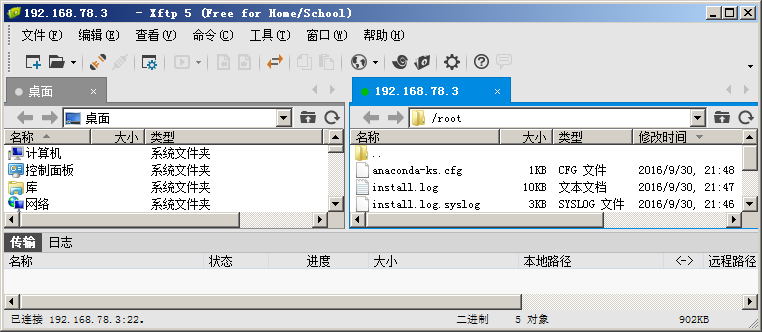 192.168.78.3 - Xftp 5 (Free for Home/School)
文件(F) 编辑(E) 查看(V) 命令(C) 工具(T) 窗口(W) 帮助(H)
桌面 × 192.168.78.3 ×
桌面 /root
名称 大小 类型 名称 大小 类型 修改时间
计算机 系统文件夹 ..
控制面板 系统文件夹 anaconda-ks.cfg 1KB CFG 文件 2016/9/30, 21:48
库 系统文件夹 install.log 10KB 文本文档 2016/9/30, 21:47
网络 系统文件夹 install.log.syslog 3KB SYSLOG 文件 2016/9/30, 21:46
传输 日志
名称 状态 进度 大小 本地路径 <-> 远程路径
已连接 192.168.78.3:22. 二进制 5 对象 902KB